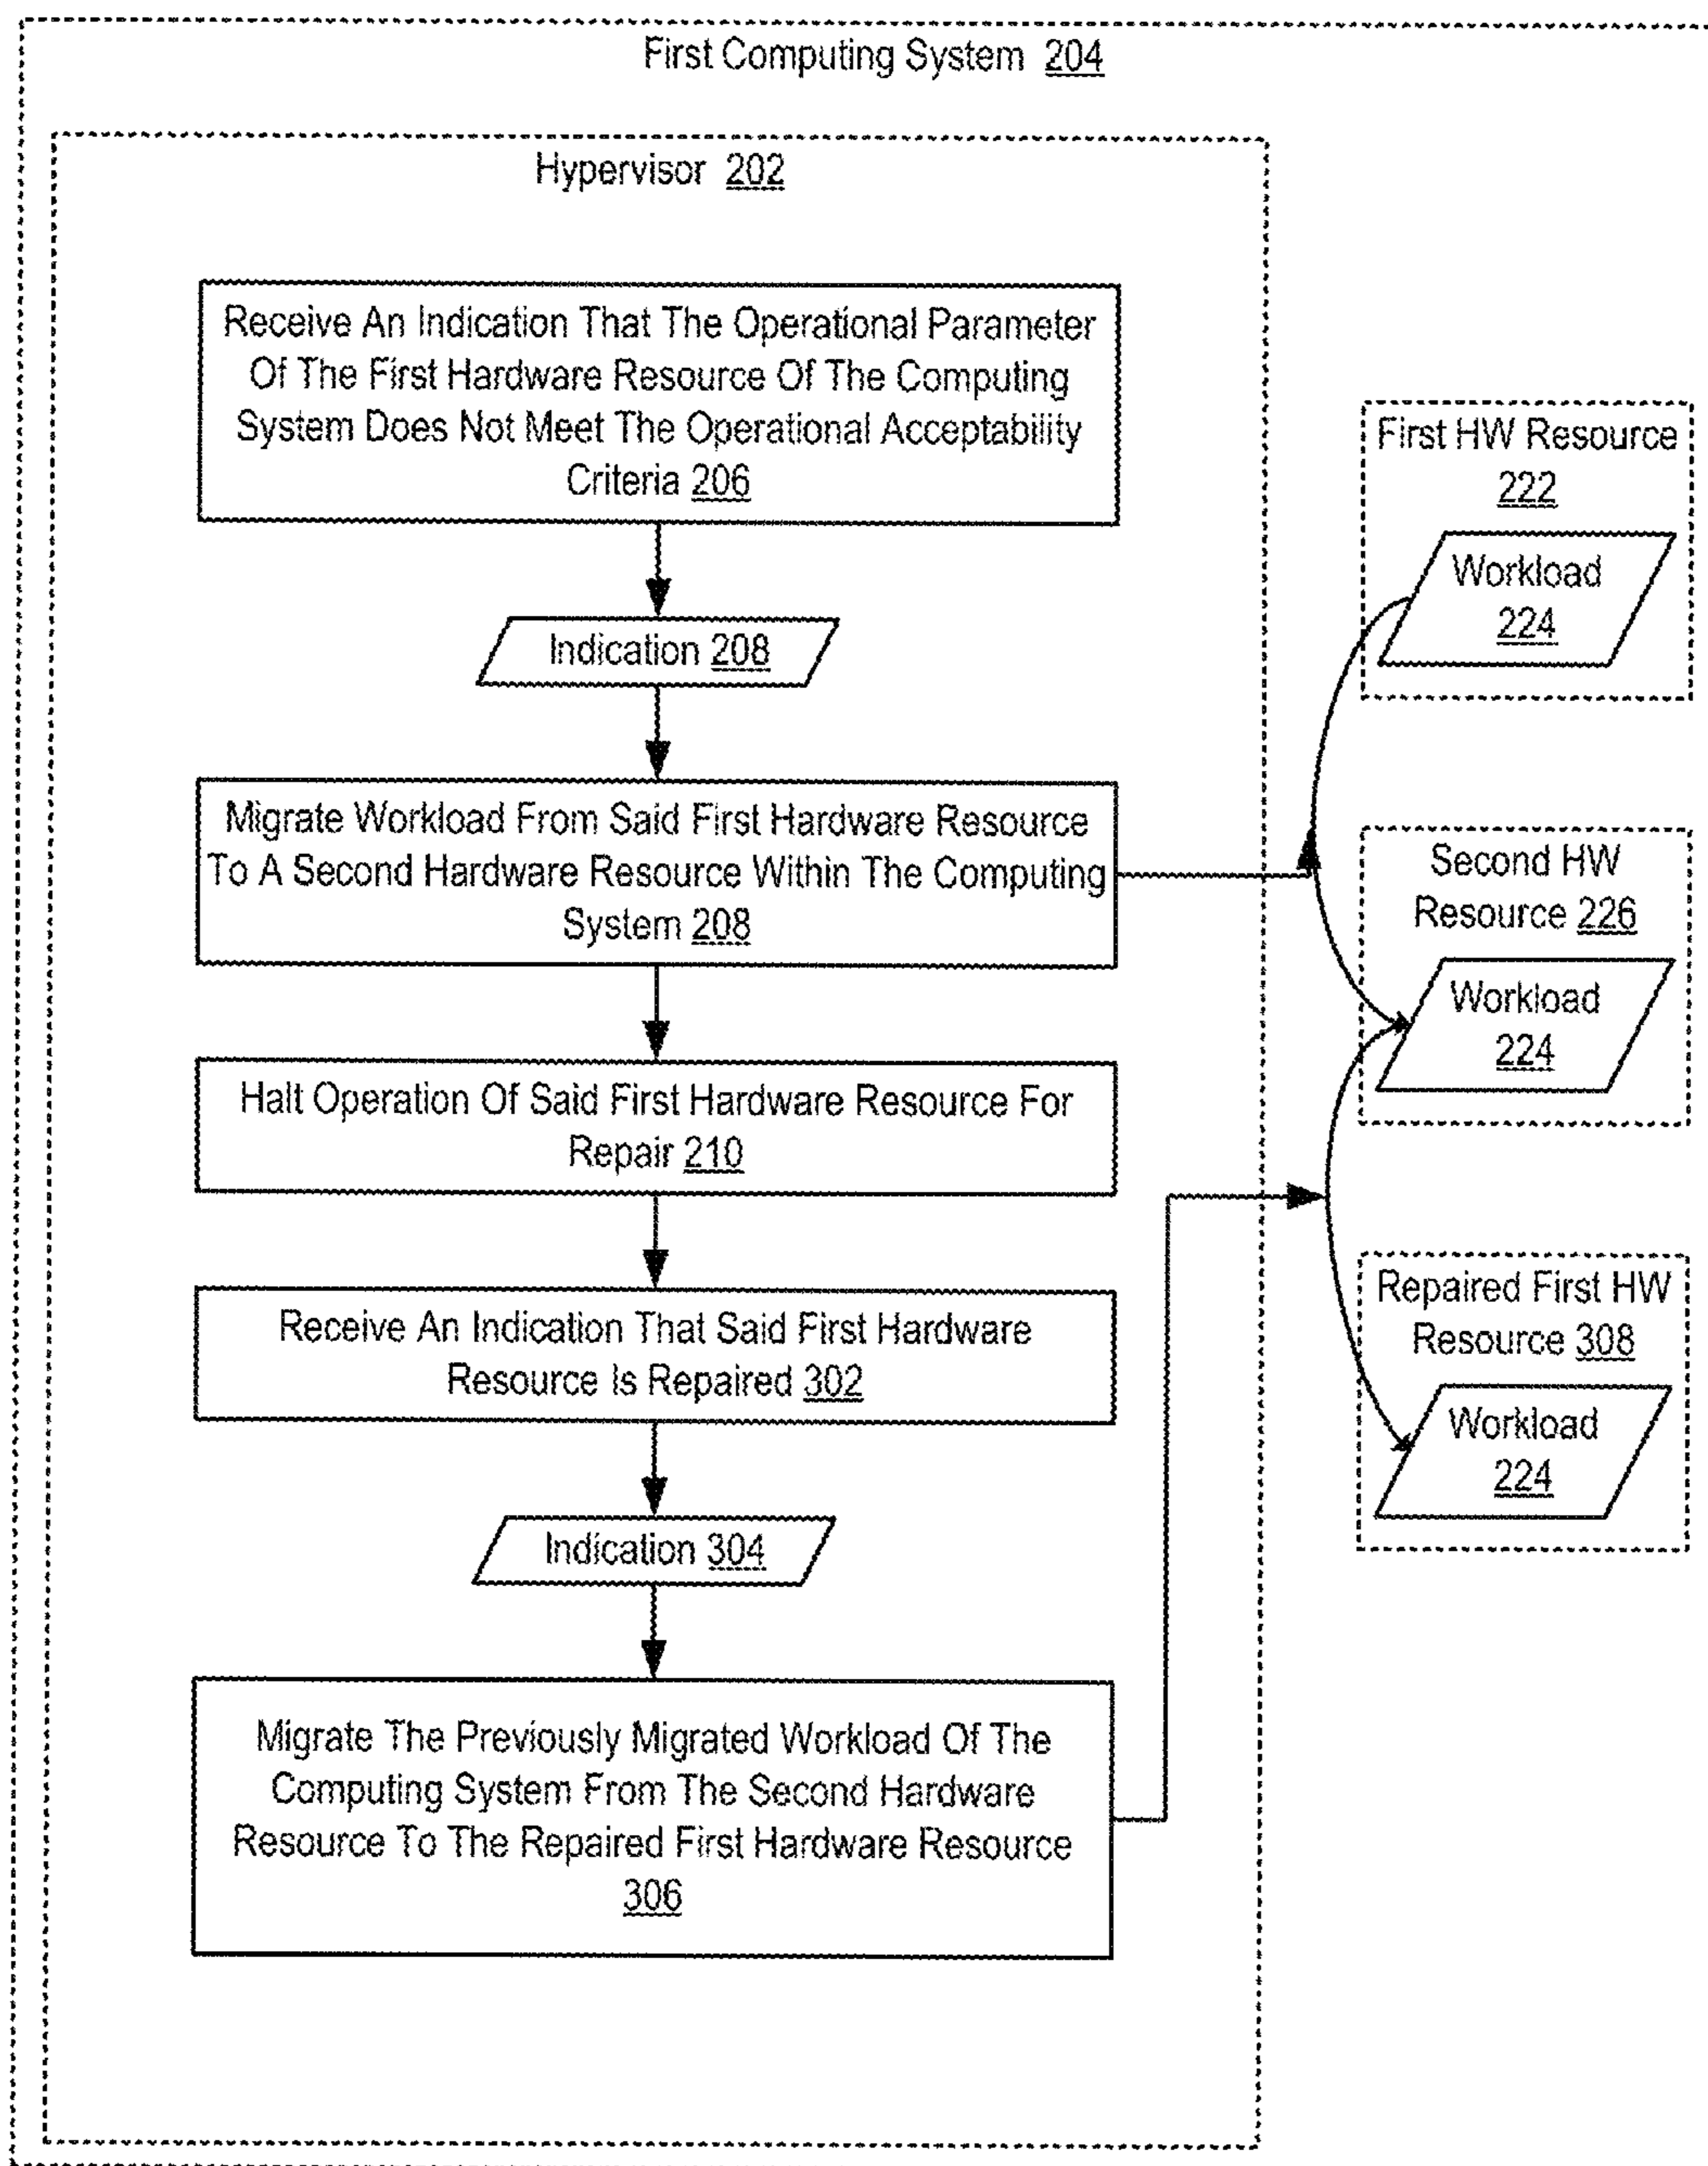 First Computing System 204
Hypervisor 202
Receive An Indication That The Operational Parameter
Of The First Hardware Resource Of The Computing
System Does Not Meet The Operational Acceptability
Criteria 206
Indication 208
Migrate Workload From Said First Hardware Resource
To A Second Hardware Resource Within The Computing
System 208
Halt Operation Of Said First Hardware Resource For
Repair 210
Receive An Indication That Said First Hardware
Resource Is Repaired 302
Indication 304
Migrate The Previously Migrated Workload Of The
Computing System From The Second Hardware
Resource To The Repaired First Hardware Resource
306
First HW Resource
222
Workload
224
Second HW
Resource 226
Workload
224
Repaired First HW
Resource 308
Workload
224